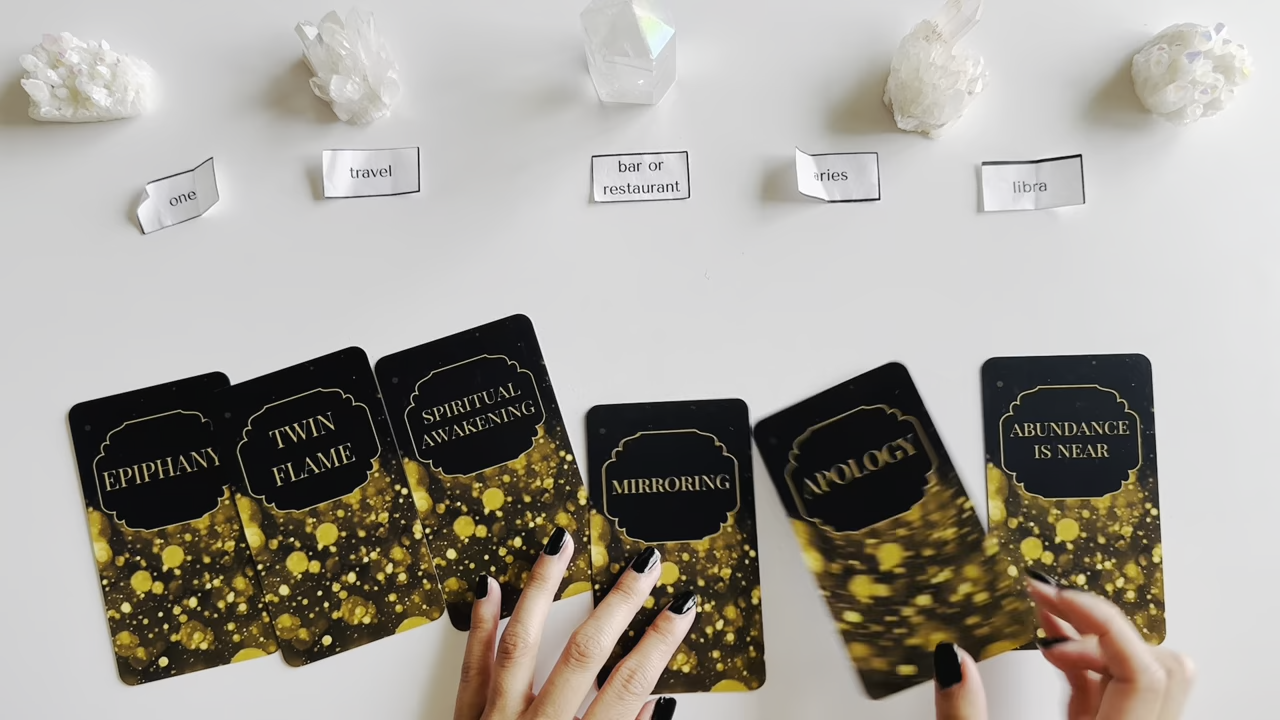 one
travel
bar or
restaurant
aries
libra
EPIPHANY
TWIN
FLAME
SPIRITUAL
AWAKENING
MIRRORING
APOLOGY
ABUNDANCE
IS NEAR